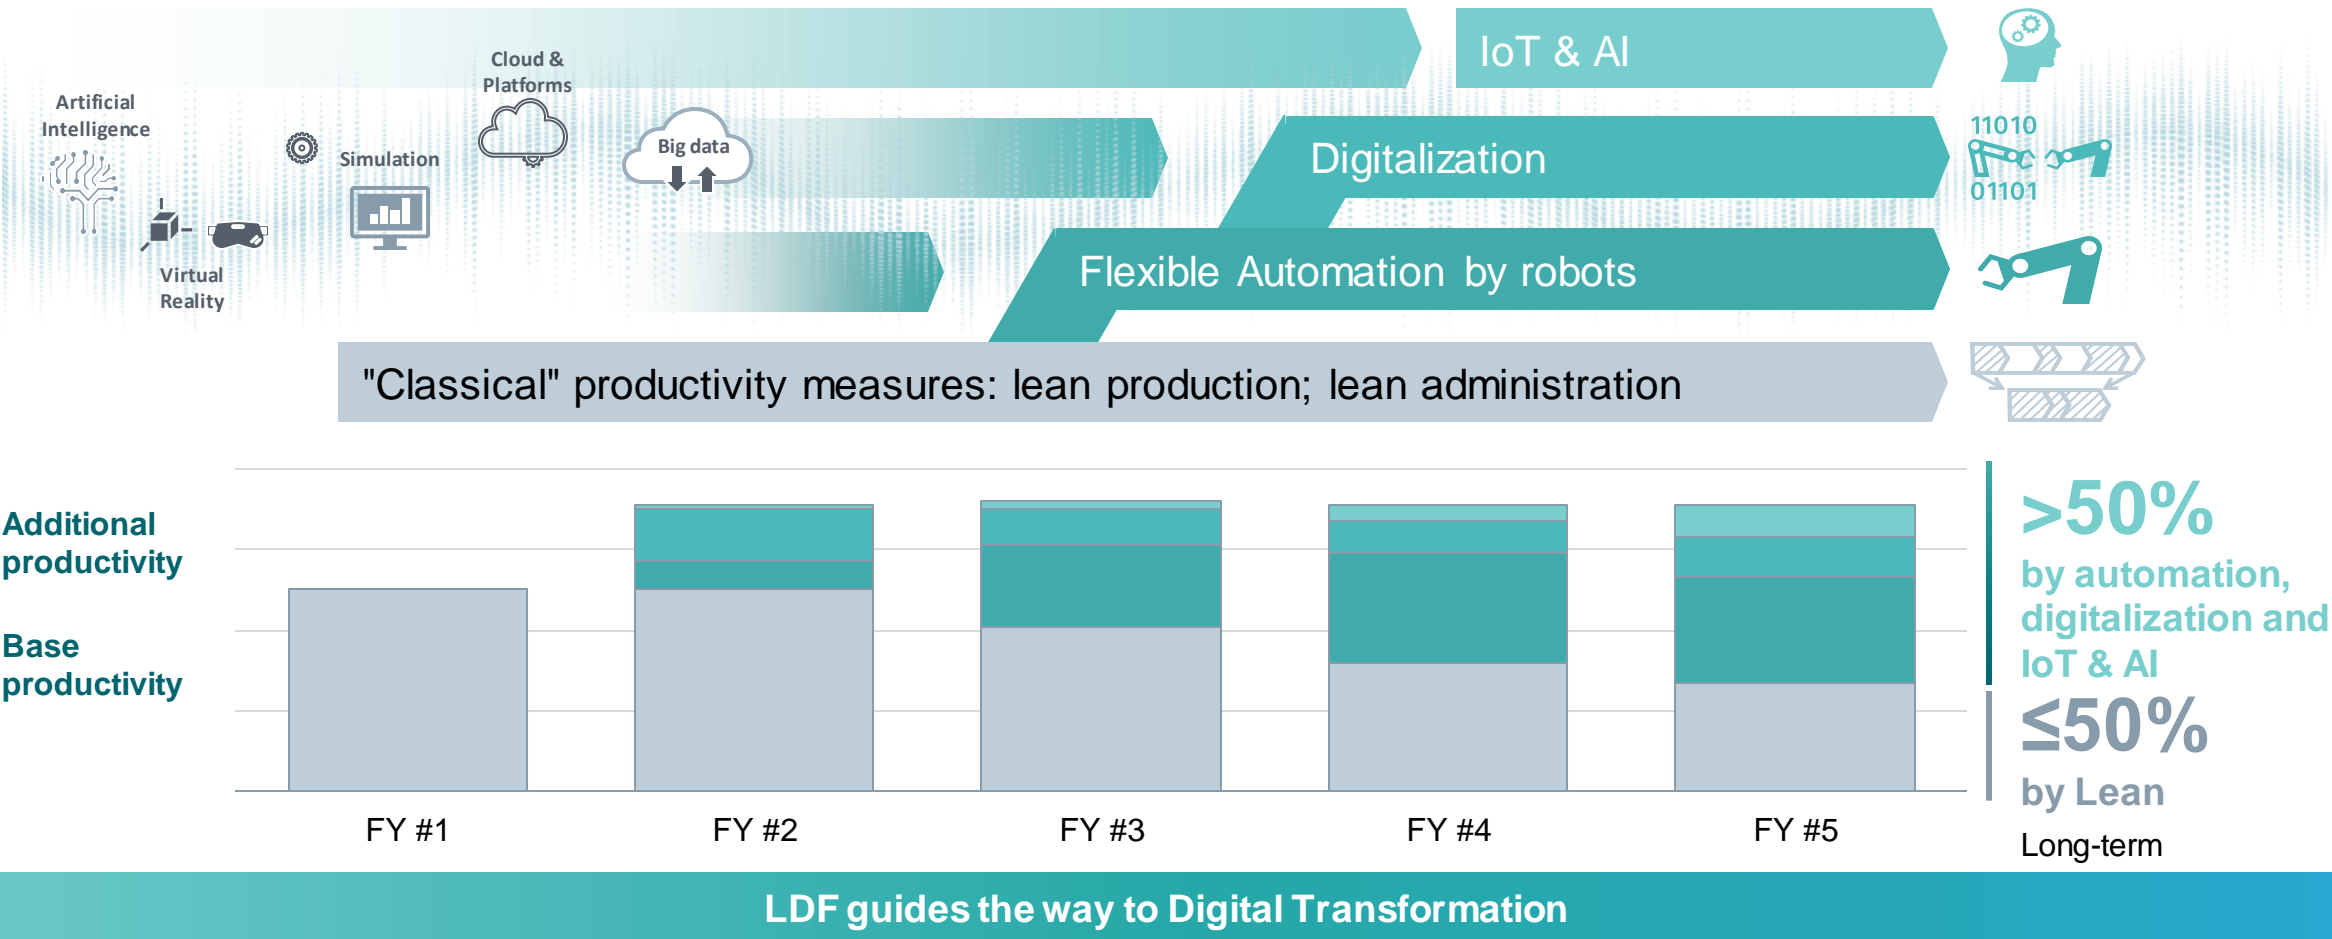 IoT & AI
Cloud &
Platforms
Artificial
Intelligence
Simulation
Big data
Virtual
Reality
Digitalization
11010
01101
Flexible Automation by robots
"Classical" productivity measures: lean production; lean administration
Additional
productivity
Base
productivity
>50%
by automation,
digitalization and
IoT & AI
≤50%
by Lean
Long-term
FY #1
FY #2
FY #3
FY #4
FY #5
LDF guides the way to Digital Transformation